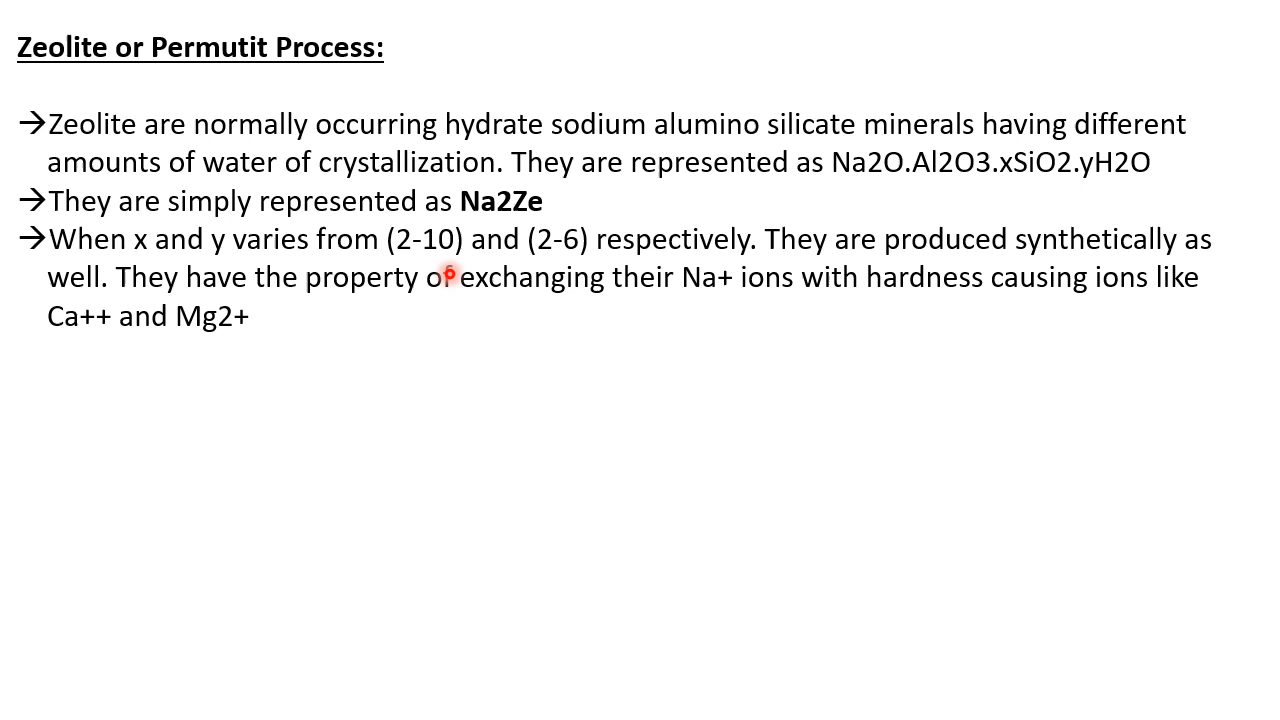 Zeolite or Permutit Process:
→Zeolite are normally occurring hydrate sodium alumino silicate minerals having different
amounts of water of crystallization. They are represented as Na2O.Al2O3.xSiO2.yH2O
→They are simply represented as Na2Ze
→When x and y varies from (2-10) and (2-6) respectively. They are produced synthetically as
well. They have the property of exchanging their Na+ ions with hardness causing ions like
Ca++ and Mg2+